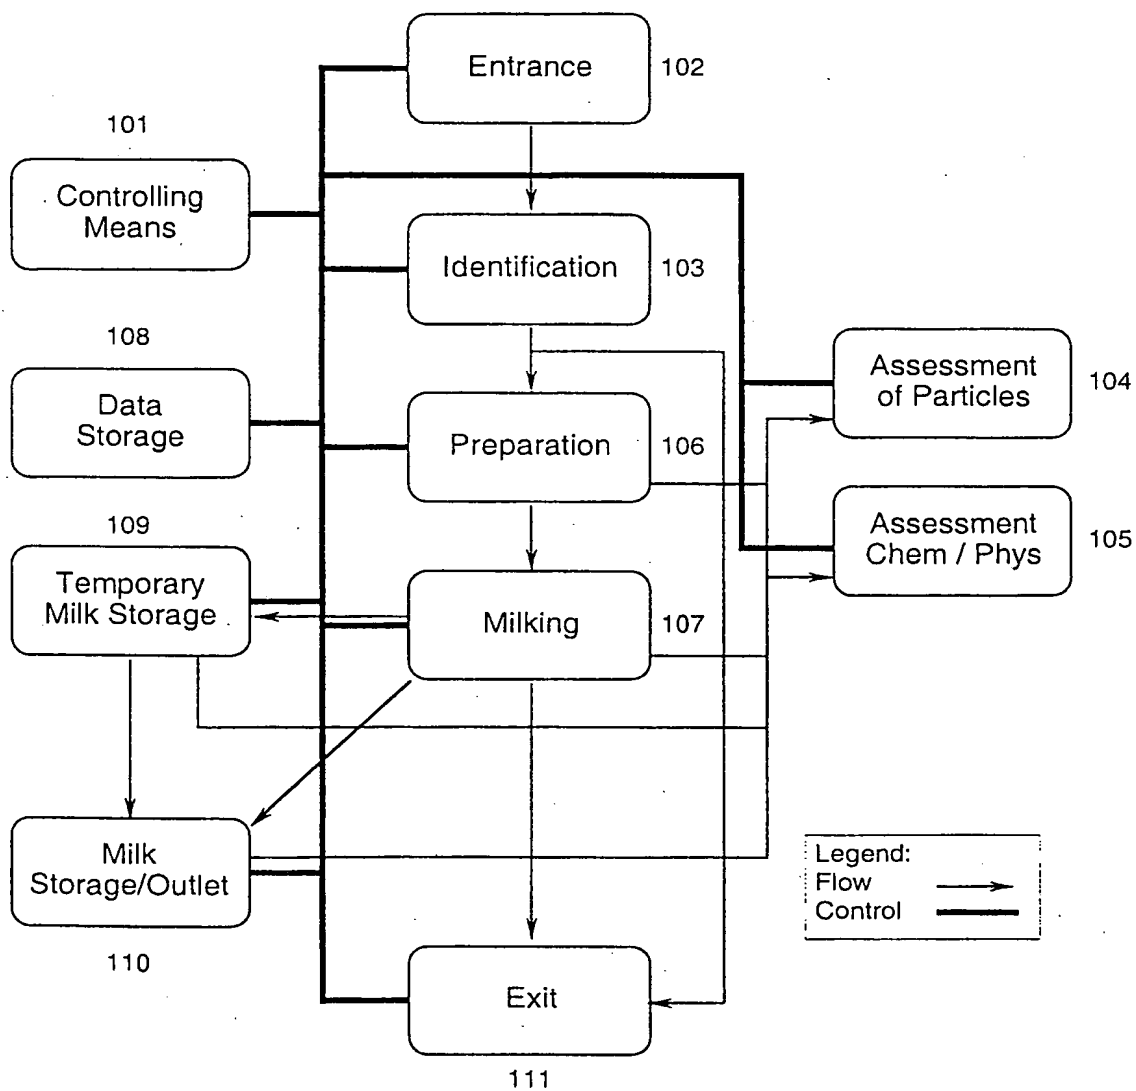 Entrance
102
101
Controlling
Means
Identification
103
108
Data
Storage
Assessment
of Particles
104
Preparation
106
109
Temporary
Milk Storage
Assessment
Chem / Phys
105
Milking
107
Milk
Storage/Outlet
110
Legend:
Flow
Control
Exit
111